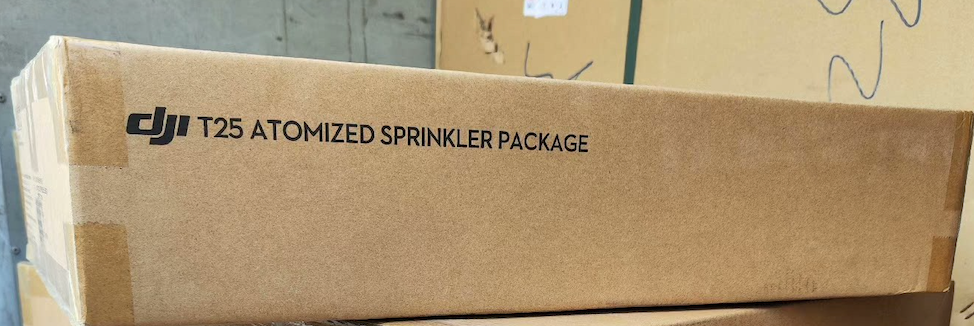 dji T25 ATOMIZED SPRINKLER PACKAGE